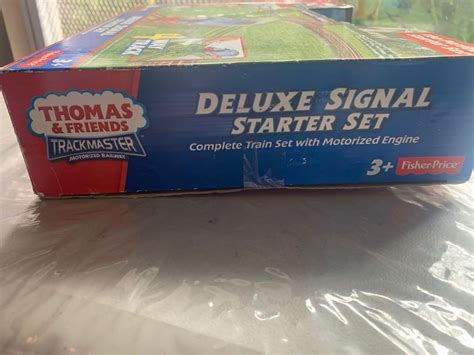 THOMAS
& FRIENDS
TRACKMASTER
MOTORIZED RAILWAY
DELUXE SIGNAL
STARTER SET
Complete Train Set with Motorized Engine
3+
Fisher-Price